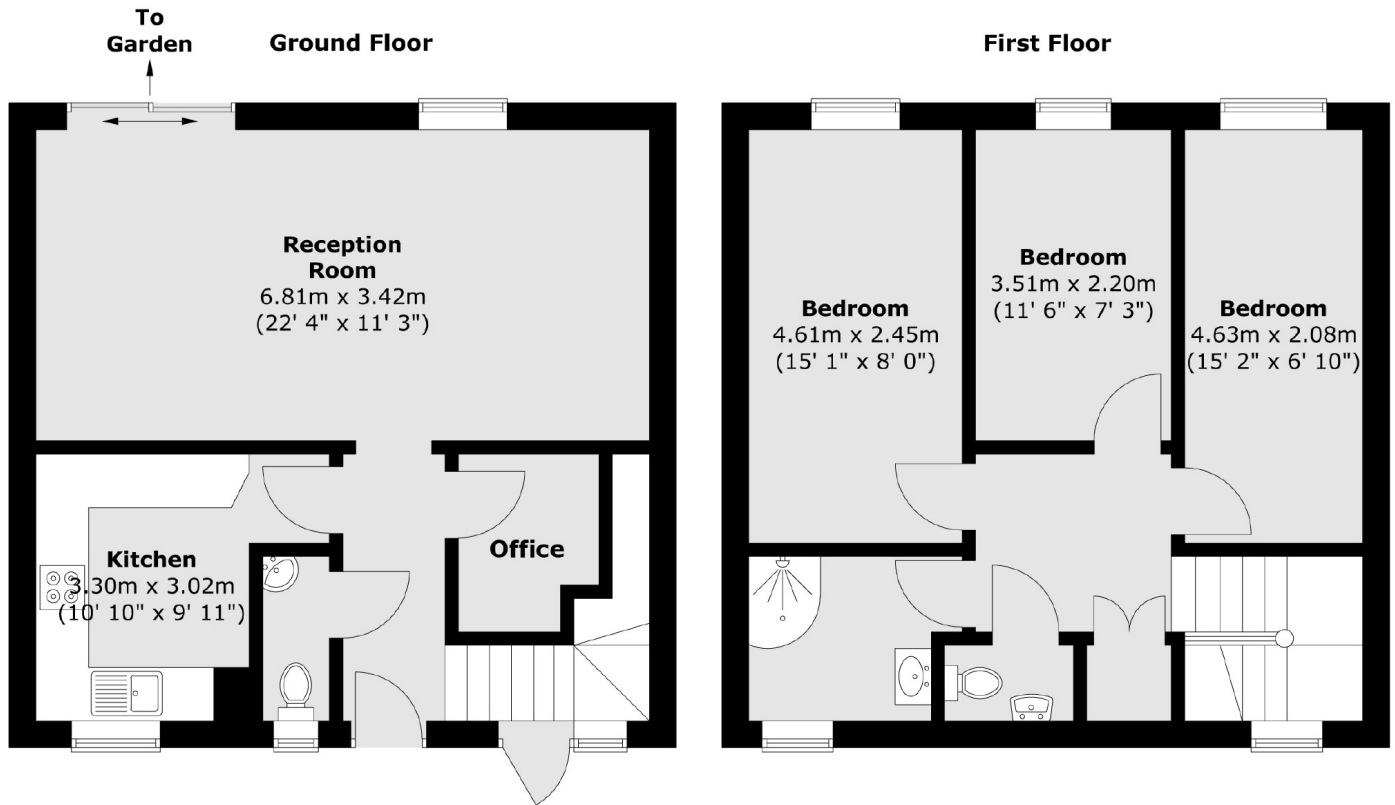 To
Garden
Ground Floor
First Floor
Reception
Room
6.81m x 3.42m
(22' 4" x 11' 3")
Kitchen
3.30m x 3.02m
(10' 10" x 9' 11")
Office
Bedroom
4.61m x 2.45m
(15' 1" x 8' 0")
Bedroom
3.51m x 2.20m
(11' 6" x 7' 3")
Bedroom
4.63m x 2.08m
(15' 2" x 6' 10")